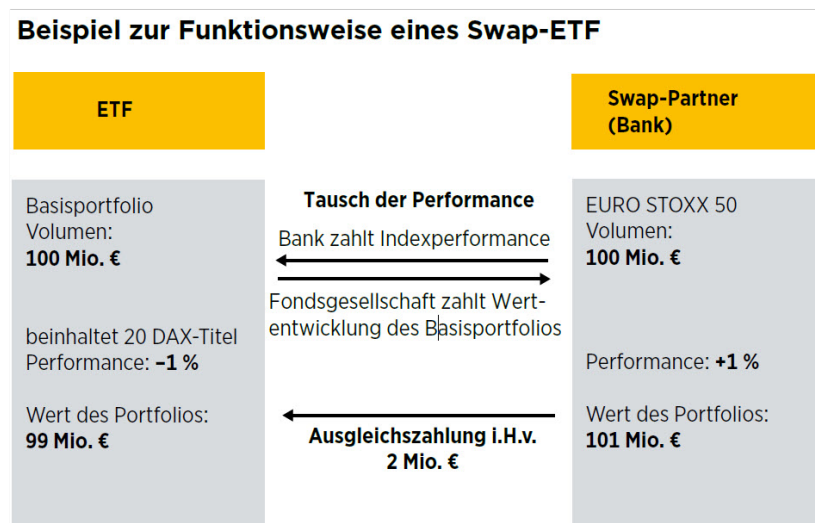 Beispiel zur Funktionsweise eines Swap-ETF
ETF
Swap-Partner
(Bank)
Basisportfolio
Volumen:
100 Mio. €
beinhaltet 20 DAX-Titel
Performance: –1 %
Wert des Portfolios:
99 Mio. €
Tausch der Performance
Bank zahlt Indexperformance
Fondsgesellschaft zahlt Wert-
entwicklung des Basisportfolios
Ausgleichszahlung i.H.v.
2 Mio. €
EURO STOXX 50
Volumen:
100 Mio. €
Performance: +1 %
Wert des Portfolios:
101 Mio. €